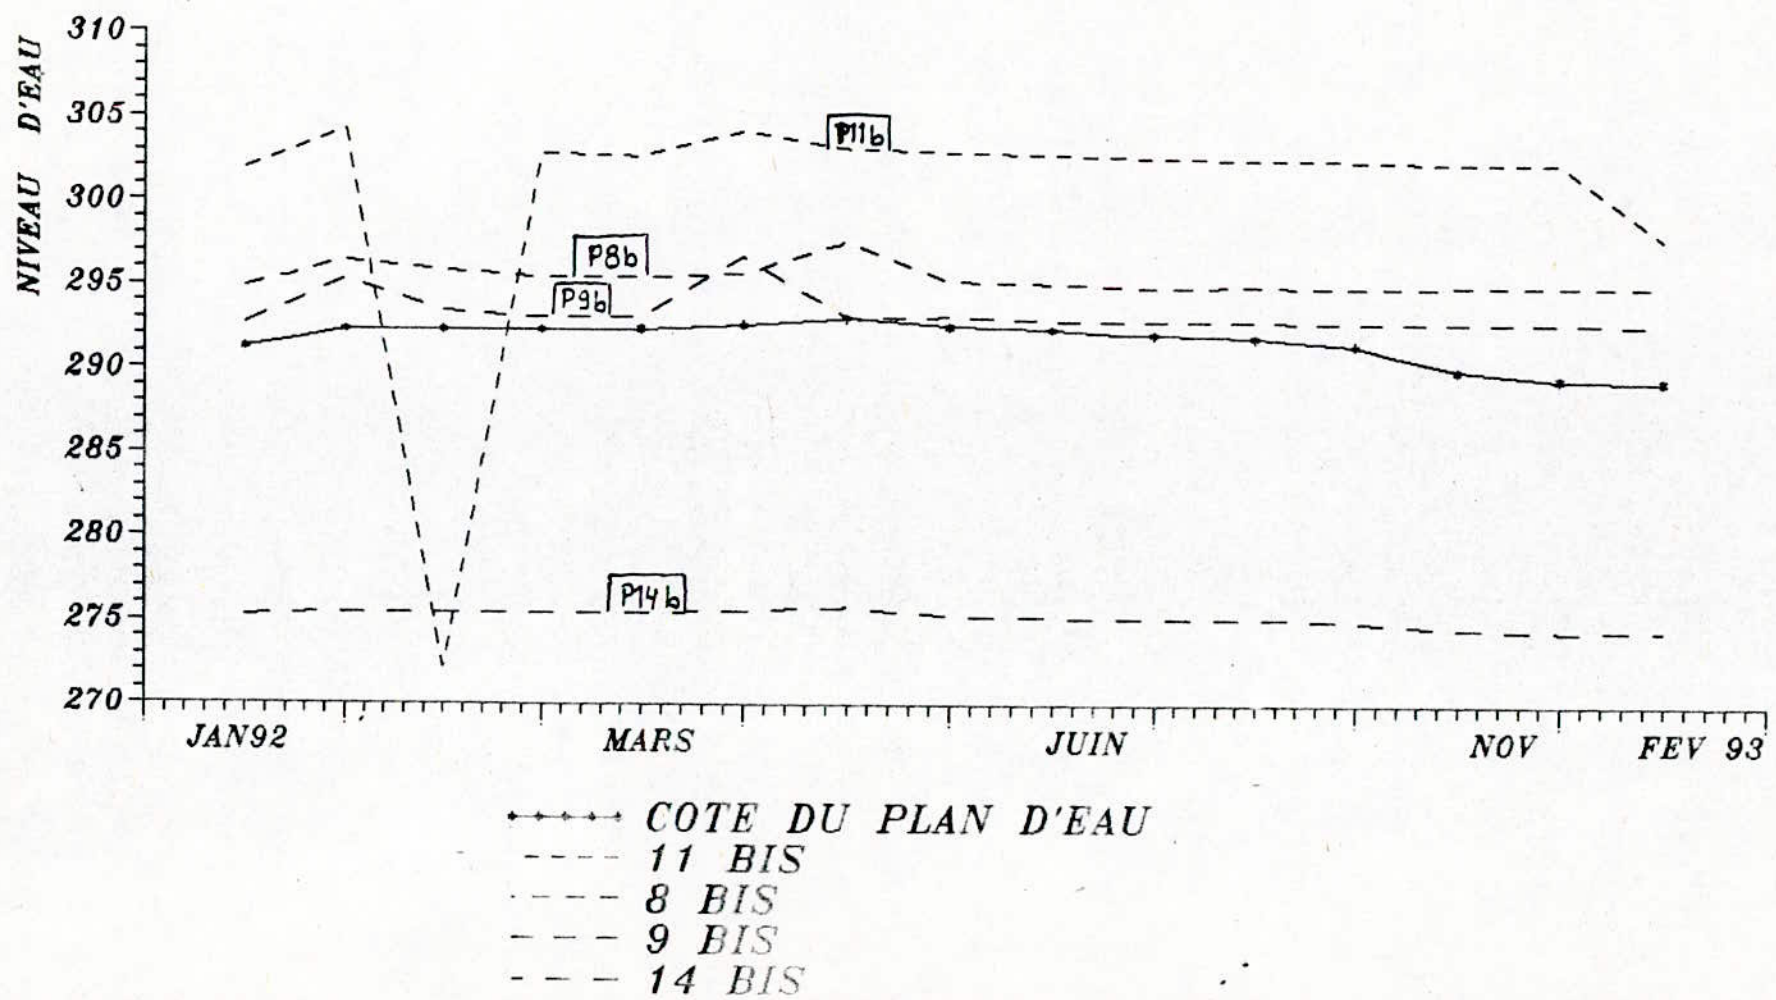 NIVEAU D'EAU
310
305
300
295
290
285
280
275
270
P11b
P8b
P9b
P14b
JAN92 MARS JUIN NOV FEV 93
COTE DU PLAN D'EAU
11 BIS
8 BIS
9 BIS
14 BIS